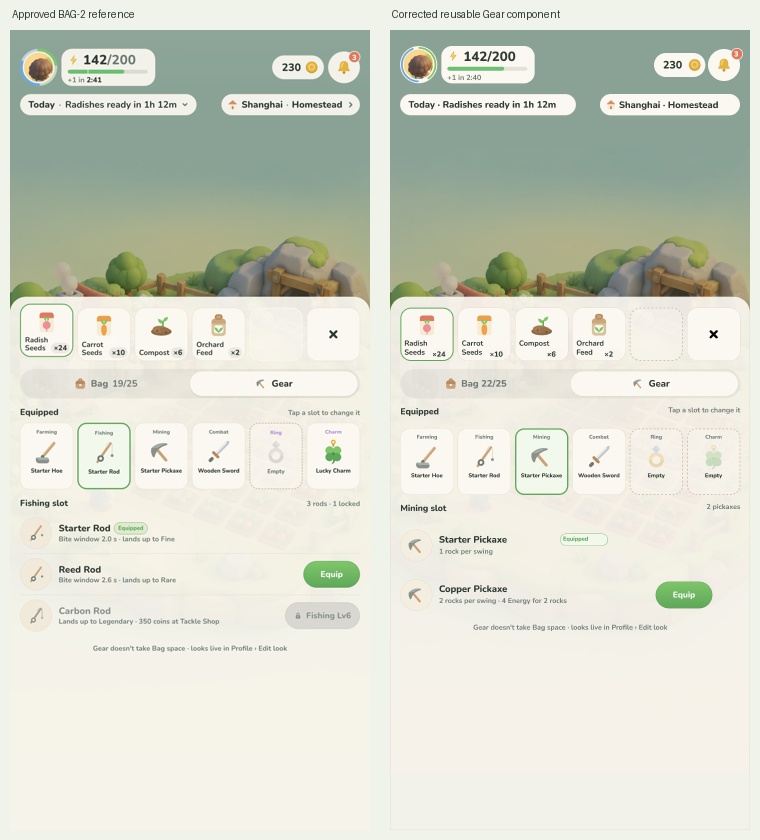 Approved BAG-2 reference
142/200
+1 in 2:41
230
3
Today · Radishes ready in 1h 12m
Shanghai · Homestead
Radish Seeds ×24
Carrot Seeds ×10
Compost ×6
Orchard Feed ×2
×
Bag 19/25
Gear
Equipped
Tap a slot to change it
Farming
Starter Hoe
Fishing
Starter Rod
Mining
Starter Pickaxe
Combat
Wooden Sword
Ring
Empty
Charm
Lucky Charm
Fishing slot
3 rods · 1 locked
Starter Rod Equipped
Bite window 2.0 s · lands up to Fine
Reed Rod
Bite window 2.6 s · lands up to Rare
Equip
Carbon Rod
Lands up to Legendary · 350 coins at Tackle Shop
Fishing Lv6
Gear doesn't take Bag space · looks live in Profile › Edit look
Corrected reusable Gear component
142/200
+1 in 2:40
230
3
Today · Radishes ready in 1h 12m
Shanghai · Homestead
Radish Seeds ×24
Carrot Seeds ×10
Compost ×6
Orchard Feed ×2
×
Bag 22/25
Gear
Equipped
Tap a slot to change it
Farming
Starter Hoe
Fishing
Starter Rod
Mining
Starter Pickaxe
Combat
Wooden Sword
Ring
Empty
Charm
Empty
Mining slot
2 pickaxes
Starter Pickaxe
Equipped
1 rock per swing
Copper Pickaxe
2 rocks per swing · 4 Energy for 2 rocks
Equip
Gear doesn't take Bag space · looks live in Profile › Edit look